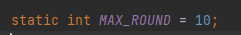 static int MAX_ROUND = 10;